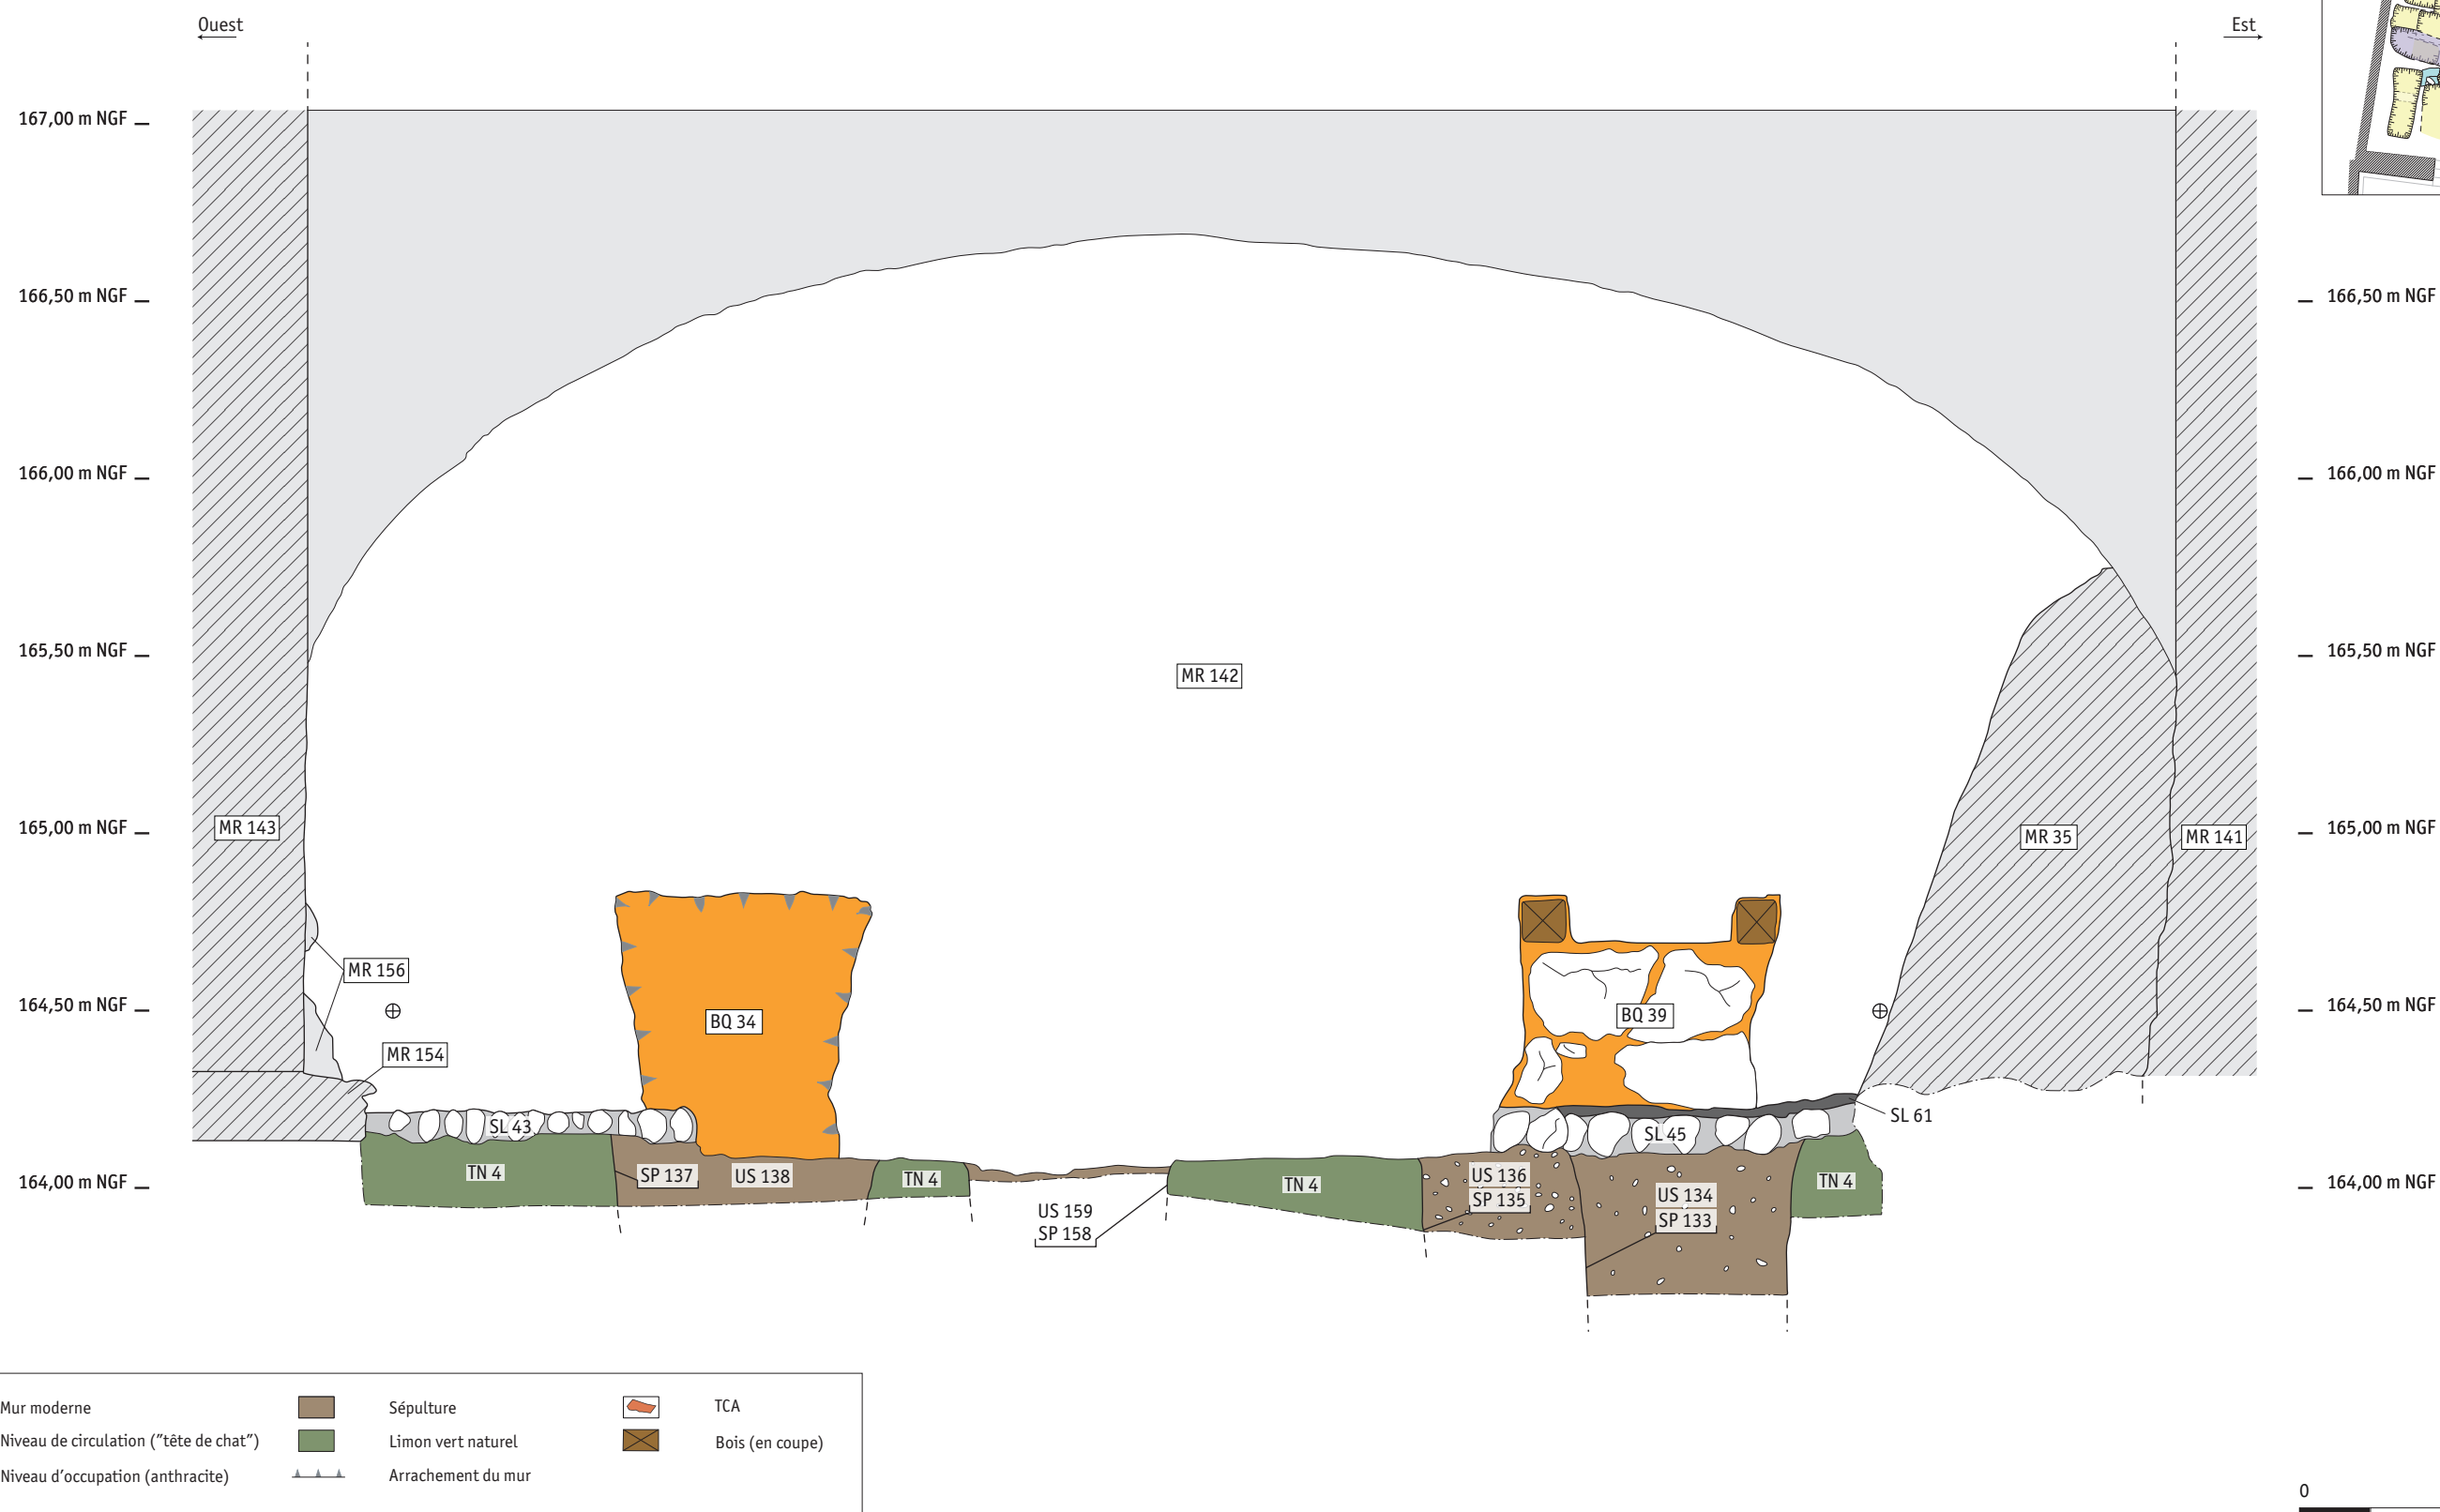 Ouest
Est
167,00 m NGF
166,50 m NGF
166,50 m NGF
166,00 m NGF
166,00 m NGF
165,50 m NGF
165,50 m NGF
MR 142
165,00 m NGF
MR 143
MR 35
MR 141
165,00 m NGF
MR 156
164,50 m NGF
BQ 34
BQ 39
164,50 m NGF
MR 154
SL 43
SL 45
SL 61
164,00 m NGF
TN 4
SP 137
US 138
TN 4
TN 4
US 136
SP 135
US 134
SP 133
TN 4
164,00 m NGF
US 159
SP 158
Mur moderne
Sépulture
TCA
Niveau de circulation ("tête de chat")
Limon vert naturel
Bois (en coupe)
Niveau d'occupation (anthracite)
Arrachement du mur
0